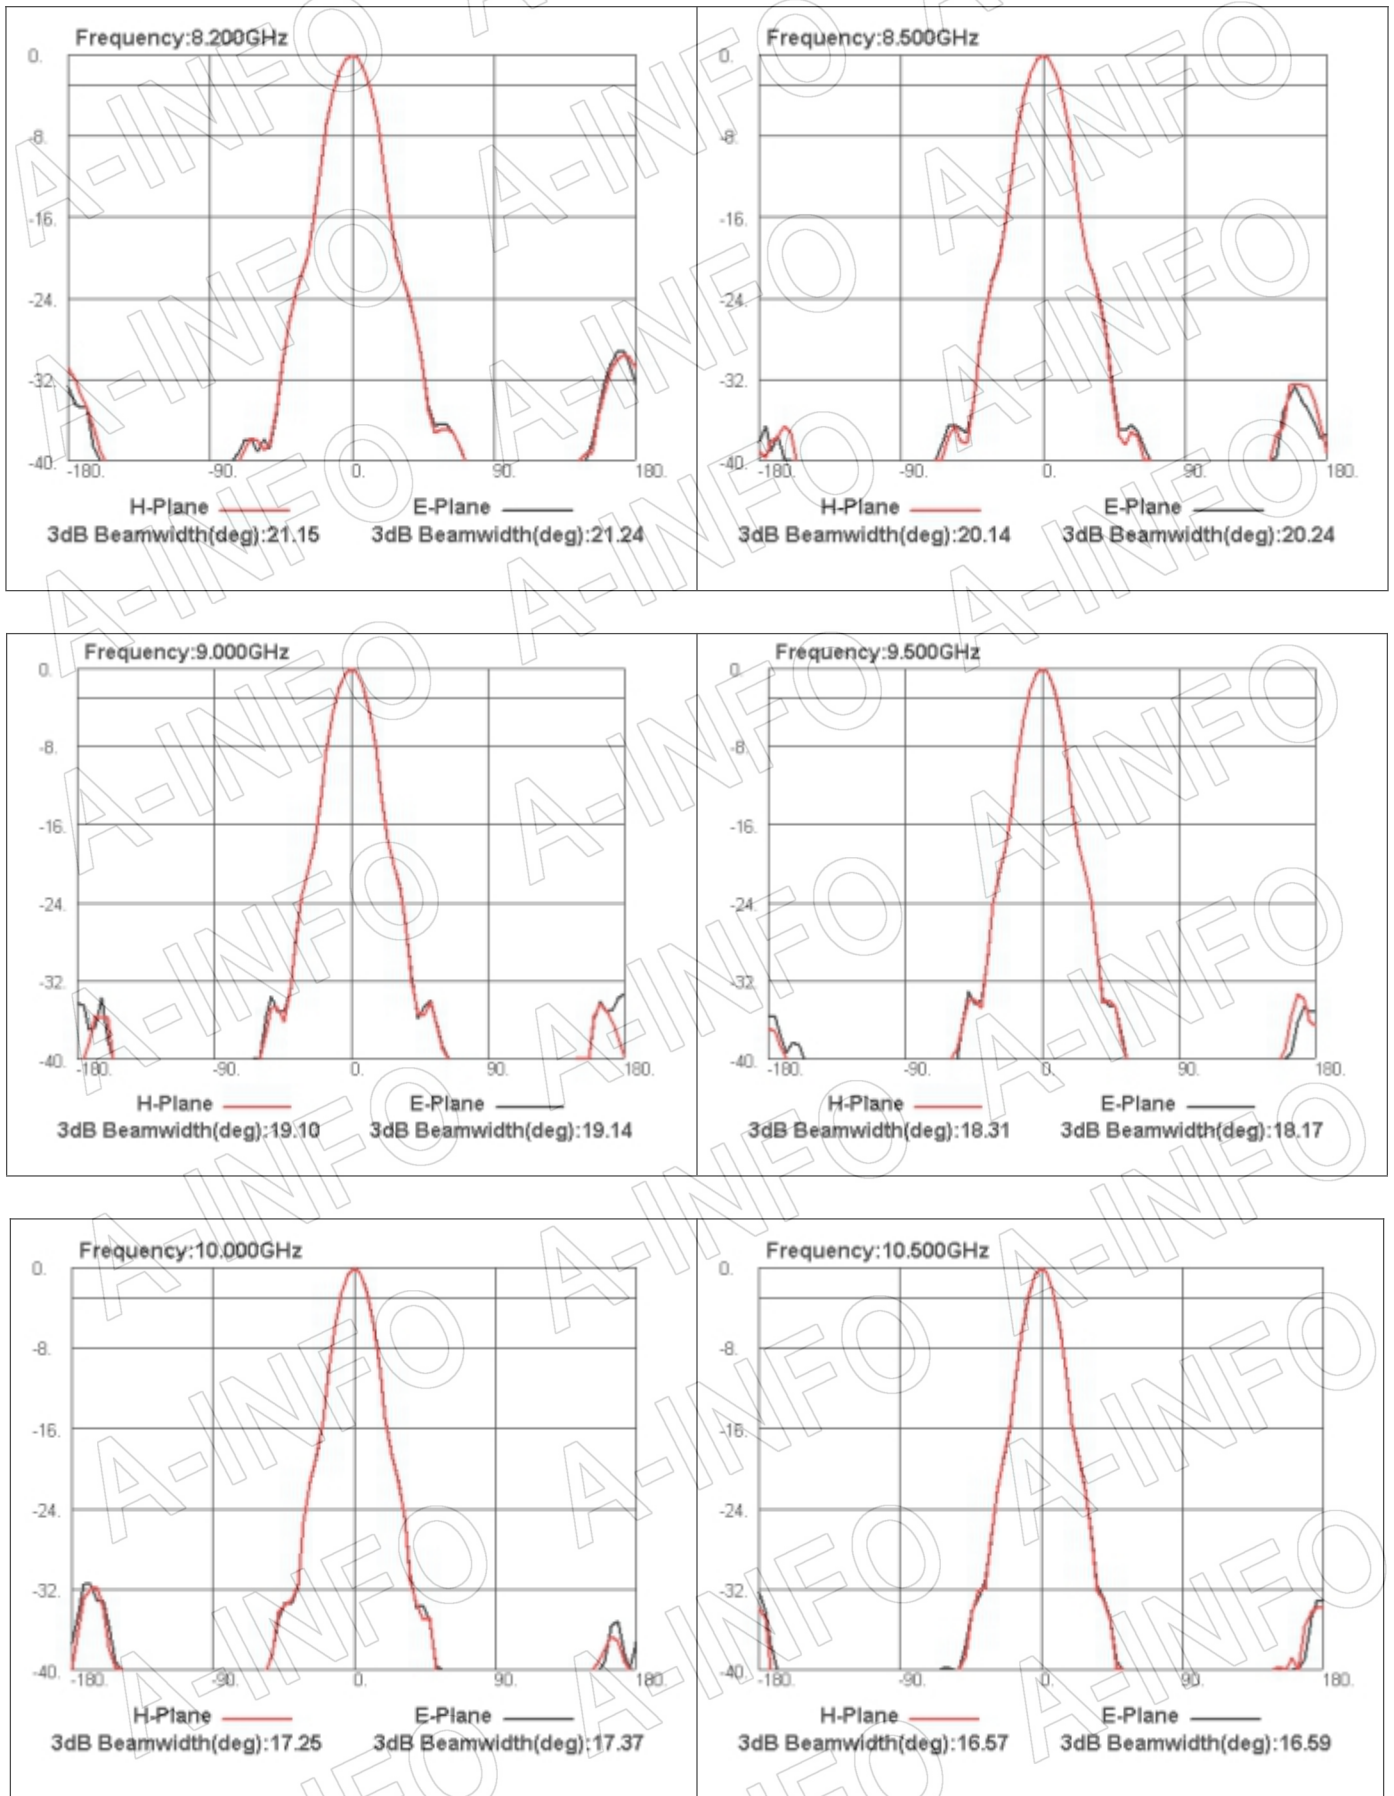 Frequency:8.200GHz
0.
-8.
-16.
-24.
-32.
-40.
-180. -90. 0. 90. 180.
H-Plane E-Plane
3dB Beamwidth(deg):21.15 3dB Beamwidth(deg):21.24
Frequency:8.500GHz
0.
-8.
-16.
-24.
-32.
-40.
-180. -90. 0. 90. 180.
H-Plane E-Plane
3dB Beamwidth(deg):20.14 3dB Beamwidth(deg):20.24
Frequency:9.000GHz
0.
-8.
-16.
-24.
-32.
-40.
-180. -90. 0. 90. 180.
H-Plane E-Plane
3dB Beamwidth(deg):19.10 3dB Beamwidth(deg):19.14
Frequency:9.500GHz
0.
-8.
-16.
-24.
-32.
-40.
-180. -90. 0. 90. 180.
H-Plane E-Plane
3dB Beamwidth(deg):18.31 3dB Beamwidth(deg):18.17
Frequency:10.000GHz
0.
-8.
-16.
-24.
-32.
-40.
-180. -90. 0. 90. 180.
H-Plane E-Plane
3dB Beamwidth(deg):17.25 3dB Beamwidth(deg):17.37
Frequency:10.500GHz
0.
-8.
-16.
-24.
-32.
-40.
-180. -90. 0. 90. 180.
H-Plane E-Plane
3dB Beamwidth(deg):16.57 3dB Beamwidth(deg):16.59
A-INFO